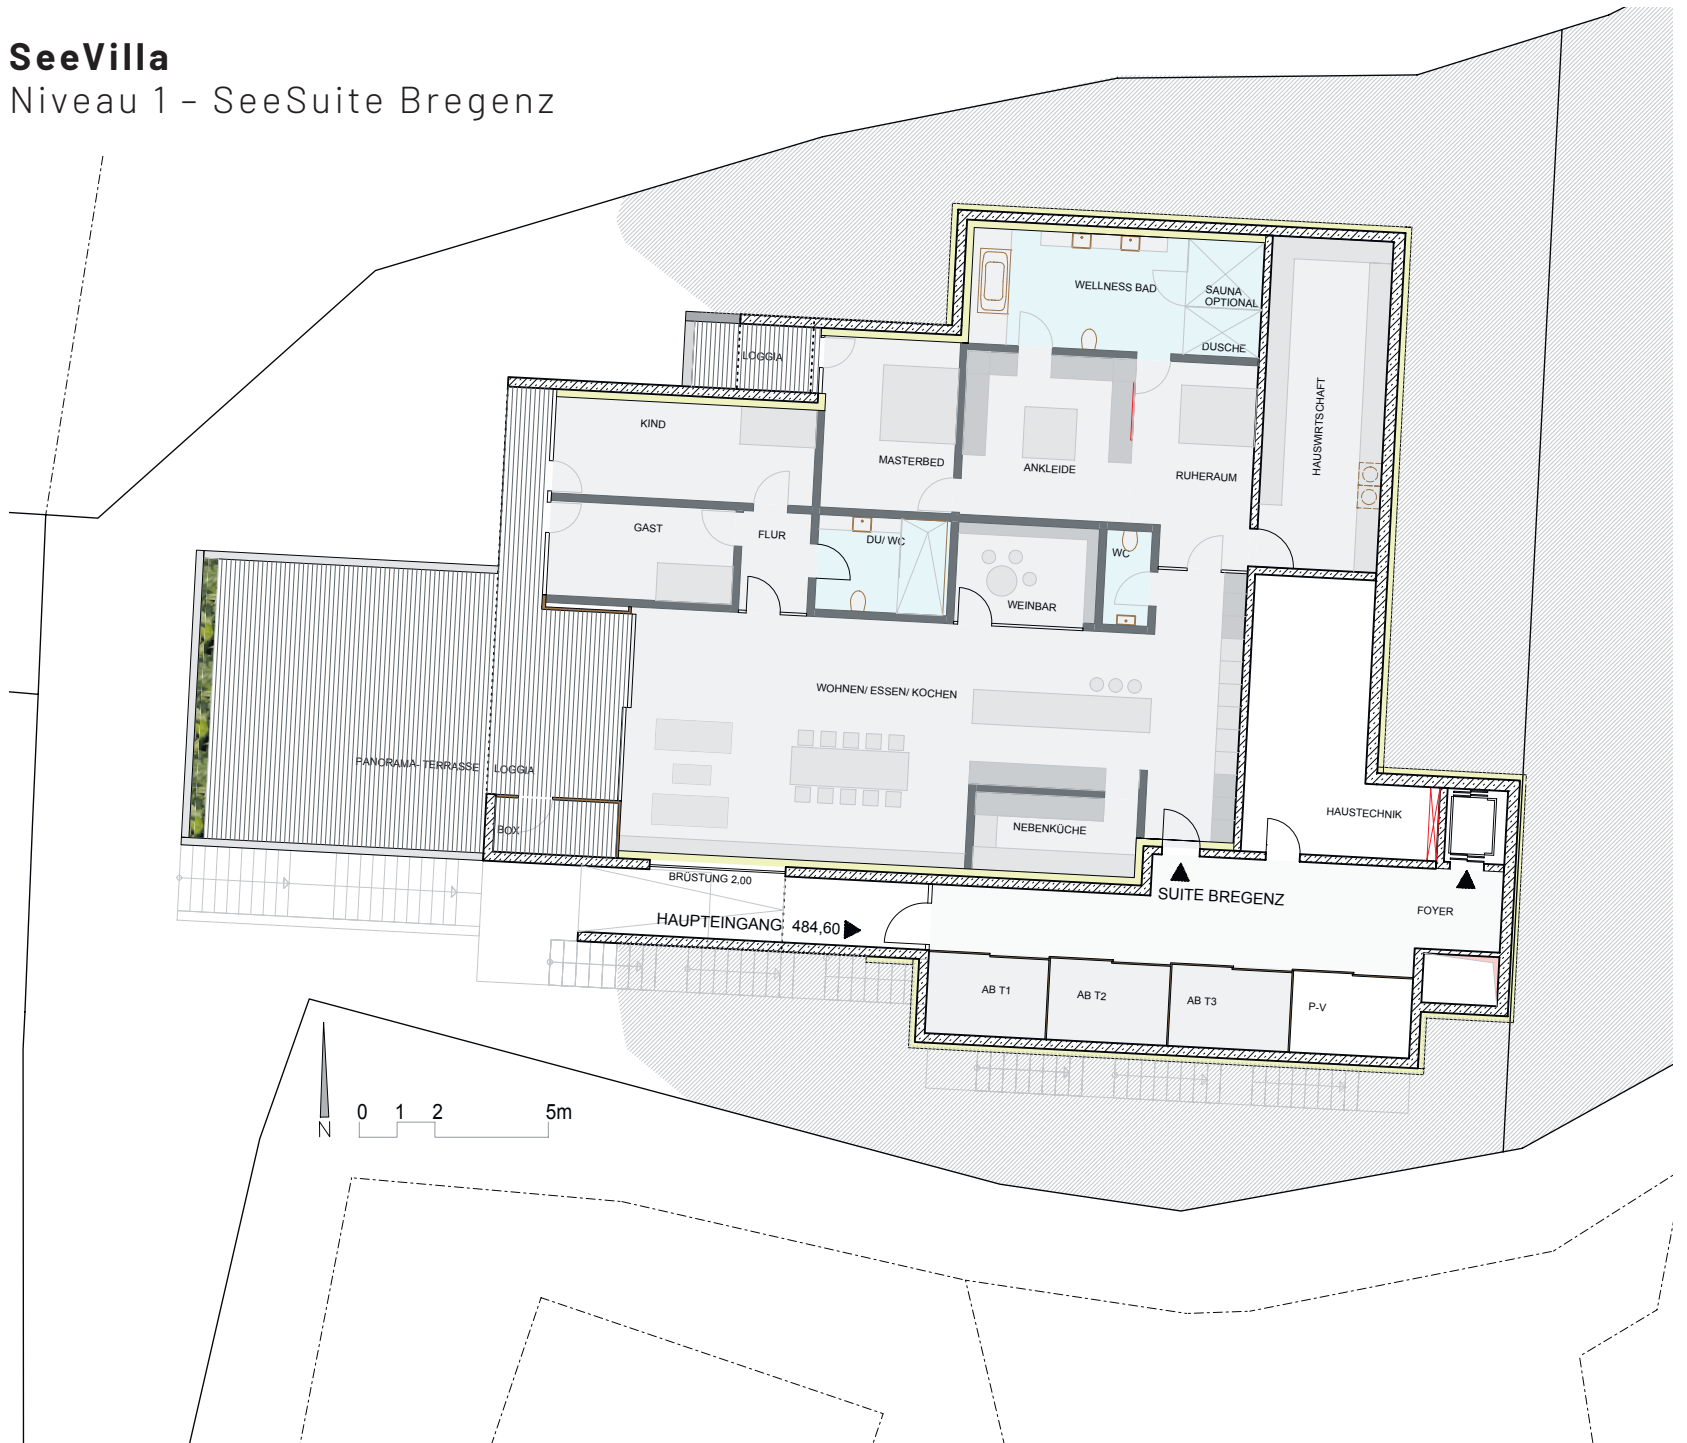 SeeVilla
Niveau 1 – SeeSuite Bregenz
WELLNESS BAD
SAUNA
OPTIONAL
DUSCHE
LOGGIA
KIND
MASTERBED
ANKLEIDE
RUHERAUM
HAUSWIRTSCHAFT
GAST
FLUR
DU/ WC
WC
WEINBAR
WOHNEN/ ESSEN/ KOCHEN
PANORAMA- TERRASSE
LOGGIA
BOX
NEBENKÜCHE
HAUSTECHNIK
BRÜSTUNG 2,00
HAUPTEINGANG 484,60
SUITE BREGENZ
FOYER
AB T1
AB T2
AB T3
P-V
N
0 1 2 5m